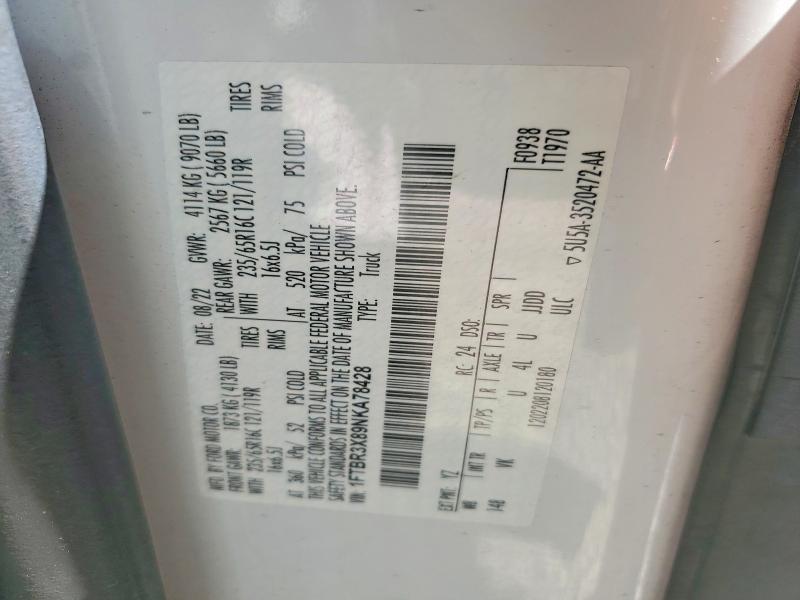 MFD. BY FORD MOTOR CO. DATE: 08/22 GVWR: 4114 KG ( 9070 LB)
FRONT GAWR: 1873 KG ( 4130 LB) REAR GAWR: 2567 KG ( 5660 LB)
WITH 235/65R16C 121/119R TIRES WITH 235/65R16C 121/119R TIRES
16x6.5J RIMS 16x6.5J RIMS
AT 360 kPa/ 52 PSI COLD AT 520 kPa/ 75 PSI COLD
THIS VEHICLE CONFORMS TO ALL APPLICABLE FEDERAL MOTOR VEHICLE
SAFETY STANDARDS IN EFFECT ON THE DATE OF MANUFACTURE SHOWN ABOVE.
VIN: 1FTBR3X89NKA78428 TYPE: Truck
F0938
T1970
EXT PNT: YZ RC: 24 DSO:
WB INT TR TP/PS R AXLE TR SPR
148 VK U 4L U JJDD
1202208120180 ULC
▽ 5U5A-3520472-AA